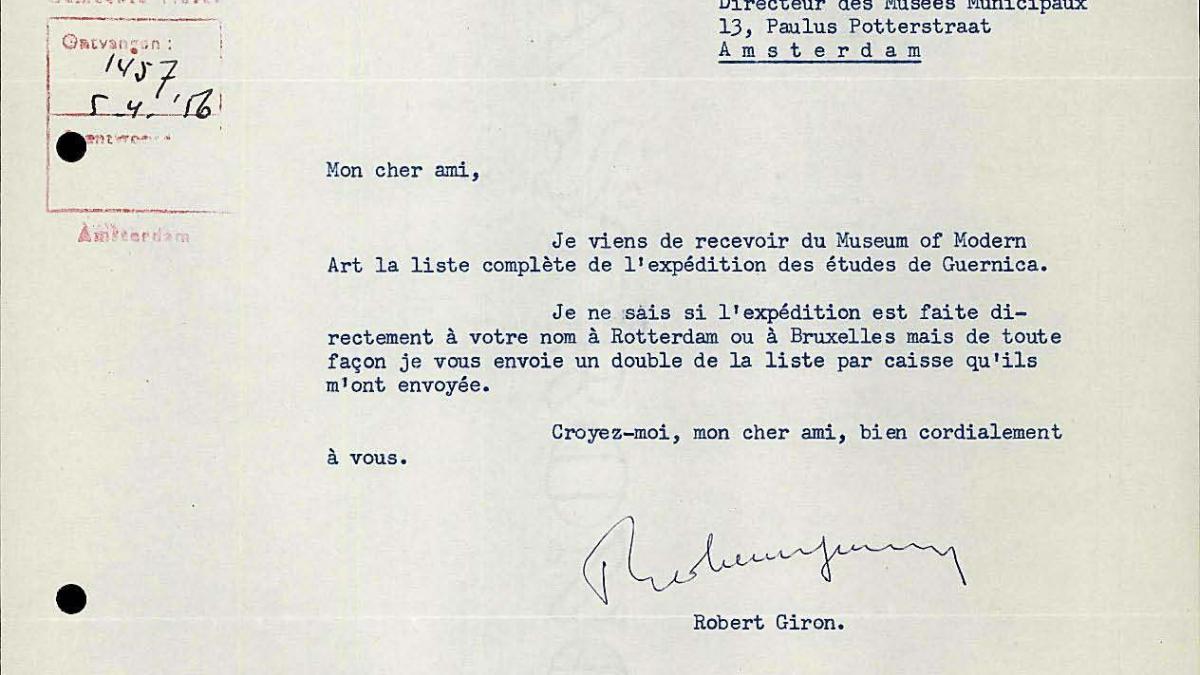 Directeur des Musées Municipaux
13, Paulus Potterstraat
Amsterdam
Ontvangen :
1457
5-4-'56
Amsterdam
Mon cher ami,
Je viens de recevoir du Museum of Modern
Art la liste complète de l'expédition des études de Guernica.
Je ne sais si l'expédition est faite di-
rectement à votre nom à Rotterdam ou à Bruxelles mais de toute
façon je vous envoie un double de la liste par caisse qu'ils
m'ont envoyée.
Croyez-moi, mon cher ami, bien cordialement
à vous.
Robert Giron.